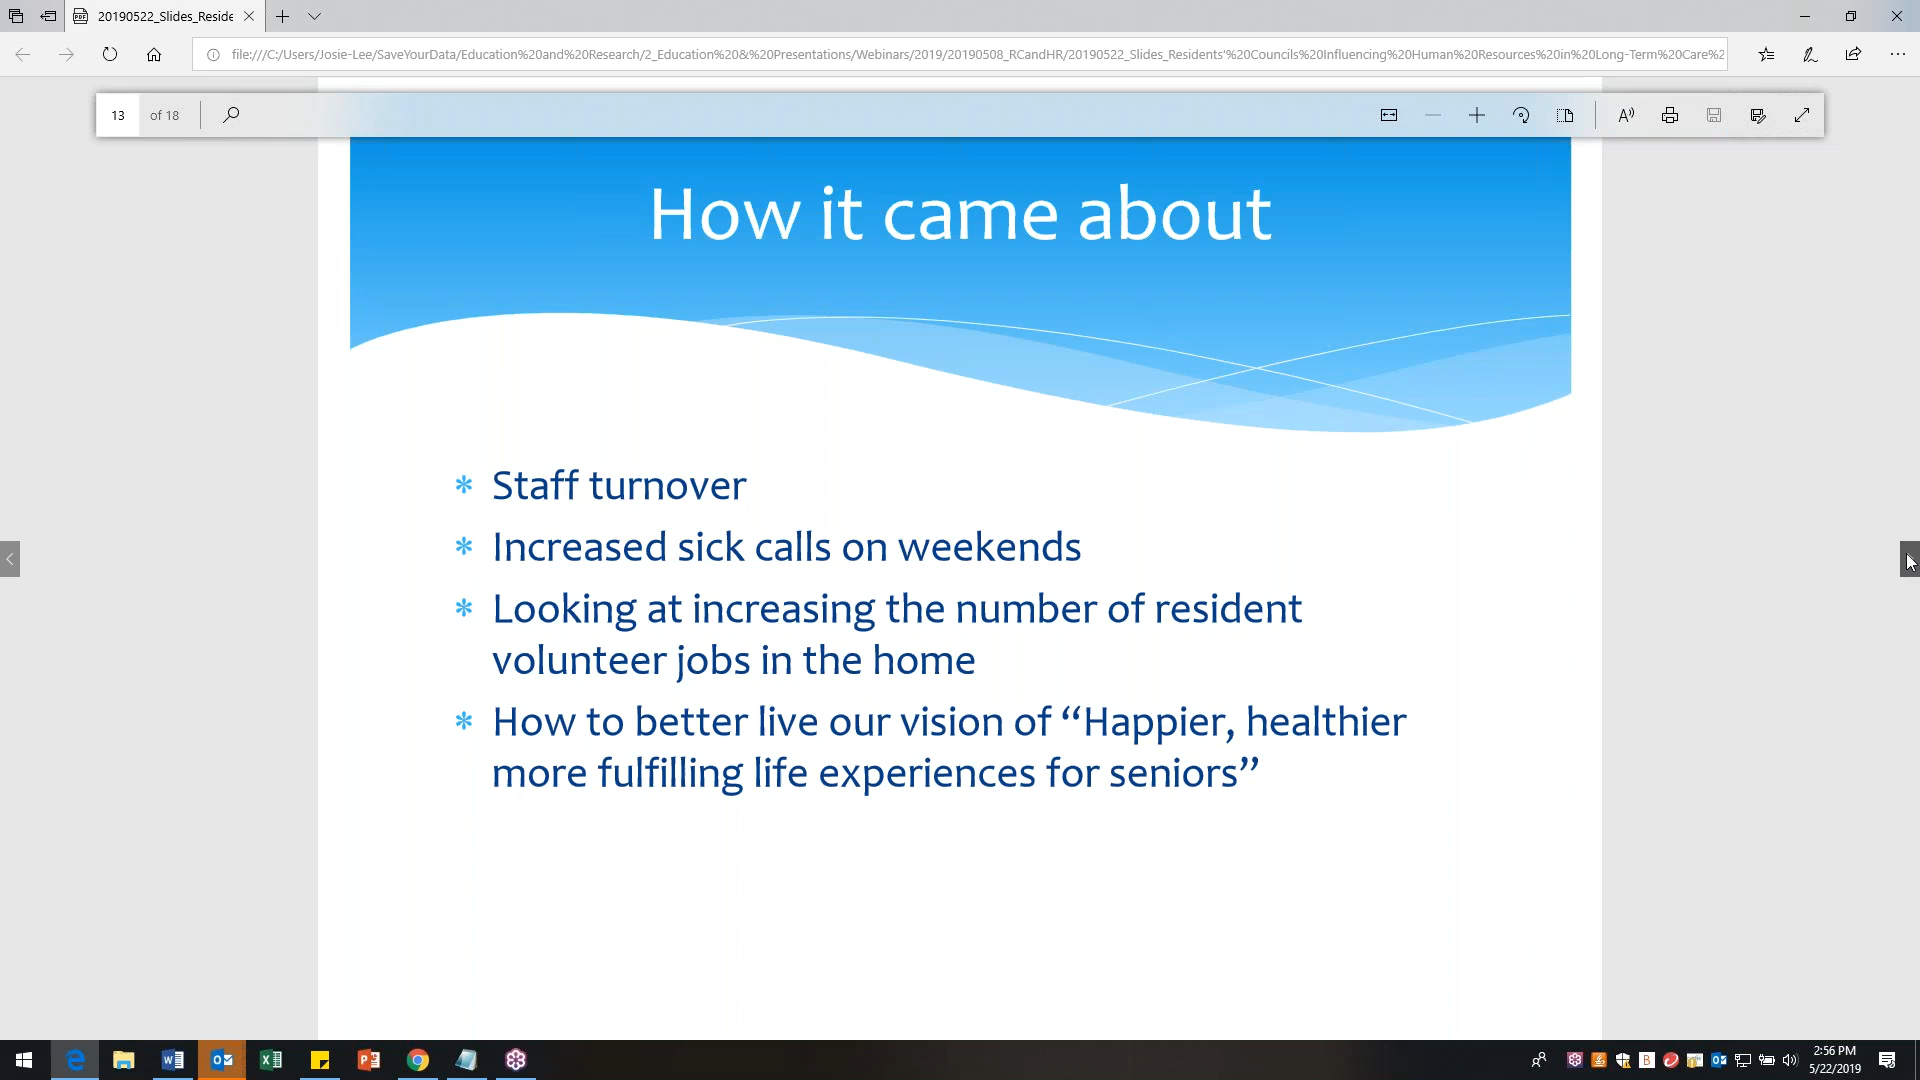 20190522_Slides_Reside
file:///C:/Users/Josie-Lee/SaveYourData/Education%20and%20Research/2_Education%20&%20Presentations/Webinars/2019/20190508_RCandHR/20190522_Slides_Residents'%20Councils%20Influencing%20Human%20Resources%20in%20Long-Term%20Care%2
13 of 18
How it came about
* Staff turnover
* Increased sick calls on weekends
* Looking at increasing the number of resident
volunteer jobs in the home
* How to better live our vision of “Happier, healthier
more fulfilling life experiences for seniors”
2:56 PM
5/22/2019